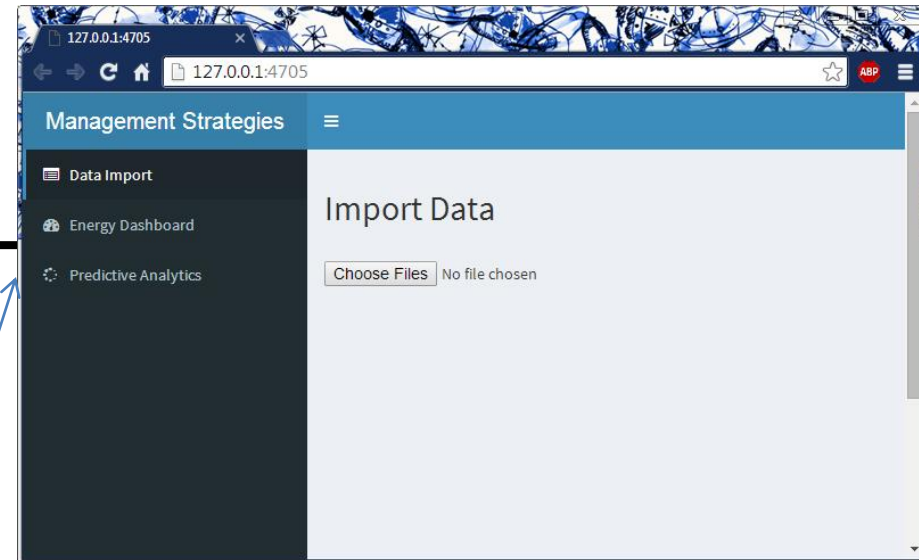 127.0.0.1:4705
127.0.0.1:4705
ABP
Management Strategies
Data Import
Energy Dashboard
Predictive Analytics
Import Data
Choose Files No file chosen